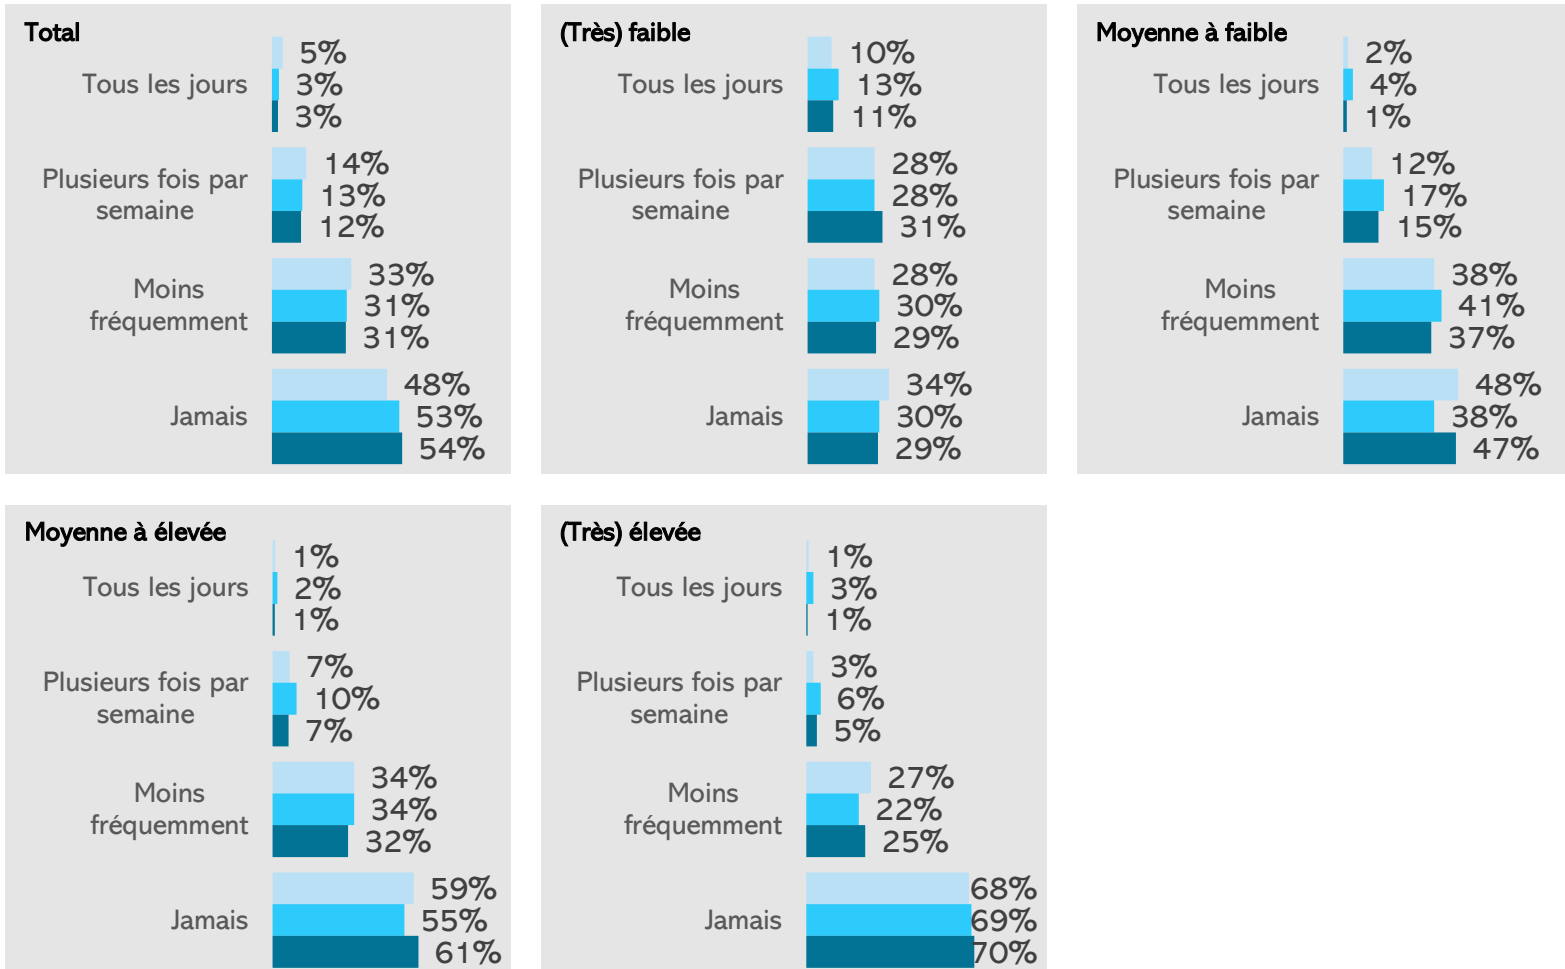 Total
Tous les jours
5%
3%
3%
Plusieurs fois par
semaine
14%
13%
12%
Moins
fréquemment
33%
31%
31%
Jamais
48%
53%
54%
(Très) faible
Tous les jours
10%
13%
11%
Plusieurs fois par
semaine
28%
28%
31%
Moins
fréquemment
28%
30%
29%
Jamais
34%
30%
29%
Moyenne à faible
Tous les jours
2%
4%
1%
Plusieurs fois par
semaine
12%
17%
15%
Moins
fréquemment
38%
41%
37%
Jamais
48%
38%
47%
Moyenne à élevée
Tous les jours
1%
2%
1%
Plusieurs fois par
semaine
7%
10%
7%
Moins
fréquemment
34%
34%
32%
Jamais
59%
55%
61%
(Très) élevée
Tous les jours
1%
3%
1%
Plusieurs fois par
semaine
3%
6%
5%
Moins
fréquemment
27%
22%
25%
Jamais
68%
69%
70%